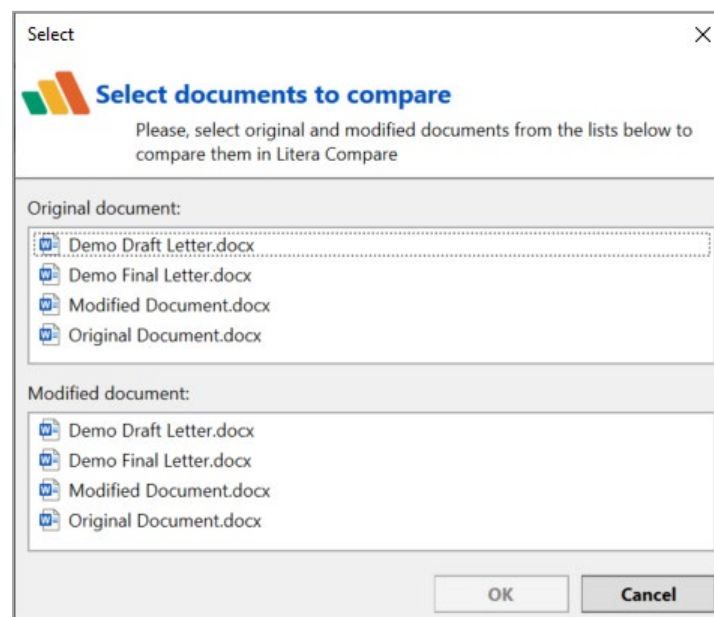 Select
Select documents to compare
Please, select original and modified documents from the lists below to
compare them in Litera Compare
Original document:
Demo Draft Letter.docx
Demo Final Letter.docx
Modified Document.docx
Original Document.docx
Modified document:
Demo Draft Letter.docx
Demo Final Letter.docx
Modified Document.docx
Original Document.docx
OK
Cancel